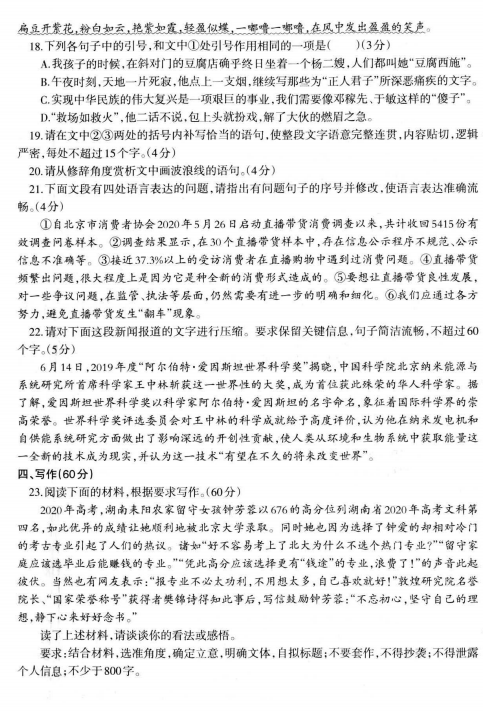 扁豆开紫花,粉白如云,艳紫如霞,轻盈似蝶,一嘟噜一嘟噜,在风中发出盈盈的笑声。
18.下列各句子中的引号,和文中①处引号作用相同的一项是(　　)(3分)
A.我孩子的时候,在斜对门的豆腐店确乎终日坐着一个杨二嫂,人们都叫她“豆腐西施”。
B.午夜时刻,天地一片死寂,他点上一支烟,继续写那些为“正人君子”所深恶痛疾的文字。
C.实现中华民族的伟大复兴是一项艰巨的事业,我们需要像邓稼先、于敏这样的“傻子”。
D.“救场如救火”,他二话不说,包上头就扮戏,解了大伙的燃眉之急。
19.请在文中②③两处的括号内补写恰当的语句,使整段文字语意完整连贯,内容贴切,逻辑
严密,每处不超过15个字。(4分)
20.请从修辞角度赏析文中画波浪线的语句。(4分)
21.下面文段有四处语言表达的问题,请指出有问题句子的序号并修改,使语言表达准确流
畅。(4分)
①自北京市消费者协会2020年5月26日启动直播带货消费调查以来,共计收回5415份有
效调查问卷样本。②调查结果显示,在30个直播带货样本中,存在信息公示程序不规范、公示
信息不准确等。③接近37.3%以上的受访消费者在直播购物中遇到过消费问题。④直播带货
频繁出问题,很大程度上是因为它是种全新的消费形式造成的。⑤要想让直播带货良性发展,
对一些争议问题,在监管、执法等层面,仍然需要有进一步的明确和细化。⑥我们应通过各方
努力,避免直播带货发生“翻车”现象。
22.请对下面这段新闻报道的文字进行压缩。要求保留关键信息,句子简洁流畅,不超过60
个字。(5分)
6月14日,2019年度“阿尔伯特·爱因斯坦世界科学奖”揭晓,中国科学院北京纳米能源与
系统研究所首席科学家王中林斩获这一世界性的大奖,成为首位获此殊荣的华人科学家。据
了解,爱因斯坦世界科学奖以科学家阿尔伯特·爱因斯坦的名字命名,象征着国际科学界的崇
高荣誉。世界科学奖评选委员会对王中林的科学成就给予高度评价,认为他在纳米发电机和
自供能系统研究方面做出了影响深远的开创性贡献,使人类从环境和生物系统中获取能量这
一全新的技术成为现实,并认为这一技术“有望在不久的将来改变世界”。
四、写作(60分)
23.阅读下面的材料,根据要求写作。(60分)
2020年高考,湖南耒阳农家留守女孩钟芳蓉以676的高分位列湖南省2020年高考文科第
四名,如此优异的成绩让她顺利地被北京大学录取。同时她也因为选择了钟爱的却相对冷门
的考古专业引起了人们的热议。诸如“好不容易考上了北大为什么不选个热门专业?”“留守家
庭应该选毕业后能赚钱的专业。”“凭此高分应该选择更有“钱途”的专业,浪费了!”的声音此起
彼伏。当然也有网友表示:“报专业不必太功利,不用想太多,自己喜欢就好!”敦煌研究院名誉
院长、“国家荣誉称号”获得者樊锦诗得知此事后,写信鼓励钟芳蓉:“不忘初心,坚守自己的理
想,静下心来好好念书。”
读了上述材料,请谈谈你的看法或感悟。
要求:结合材料,选准角度,确定立意,明确文体,自拟标题;不要套作,不得抄袭;不得泄露
个人信息;不少于800字。